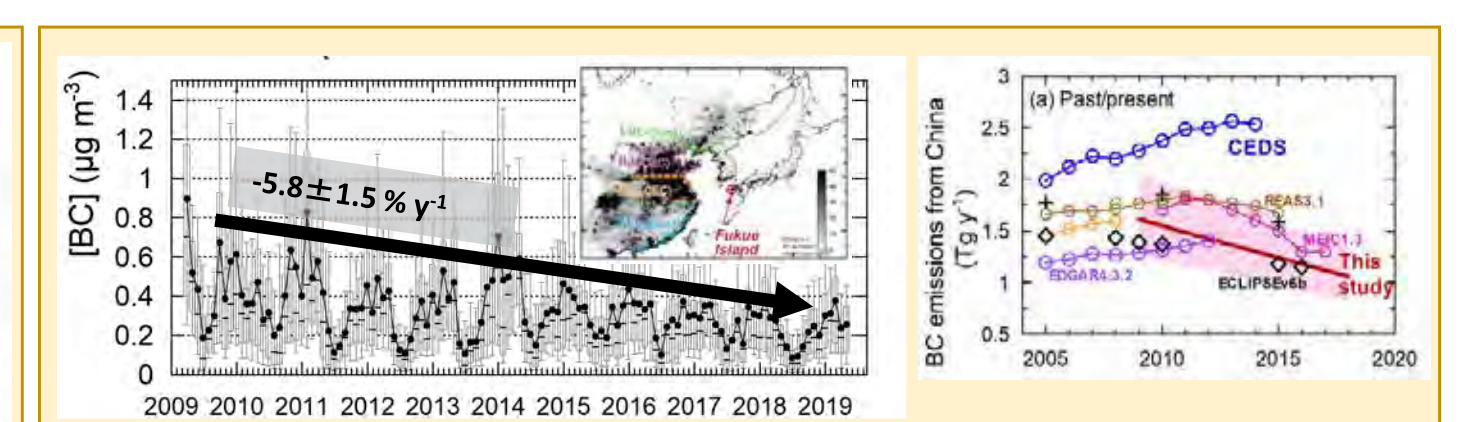 [BC] (µg m-3)
1.4
1.2
1
0.8
0.6
0.4
0.2
0
-5.8±1.5 % y-1
Fukue
Island
2009 2010 2011 2012 2013 2014 2015 2016 2017 2018 2019
BC emissions from China
(Tg y-1)
3
2.5
2
1.5
1
0.5
(a) Past/present
CEDS
REAS3.1
MEIC1.3
EDGAR4.3.2
ECLIPSEv6b
This
study
2005 2010 2015 2020